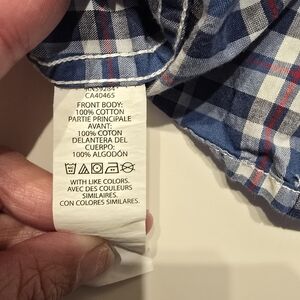 CA40465
FRONT BODY:
100% COTTON
PARTIE PRINCIPALE
AVANT:
100% COTON
DELANTERA DEL
CUERPO:
100% ALGODÓN
WITH LIKE COLORS.
AVEC DES COULEURS
SIMILAIRES.
CON COLORES SIMILARES.